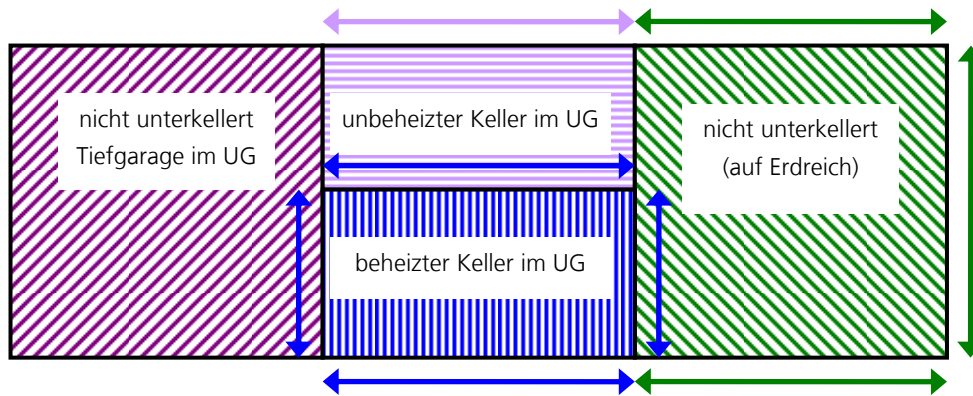 nicht unterkellert
Tiefgarage im UG
unbeheizter Keller im UG
nicht unterkellert
(auf Erdreich)
beheizter Keller im UG